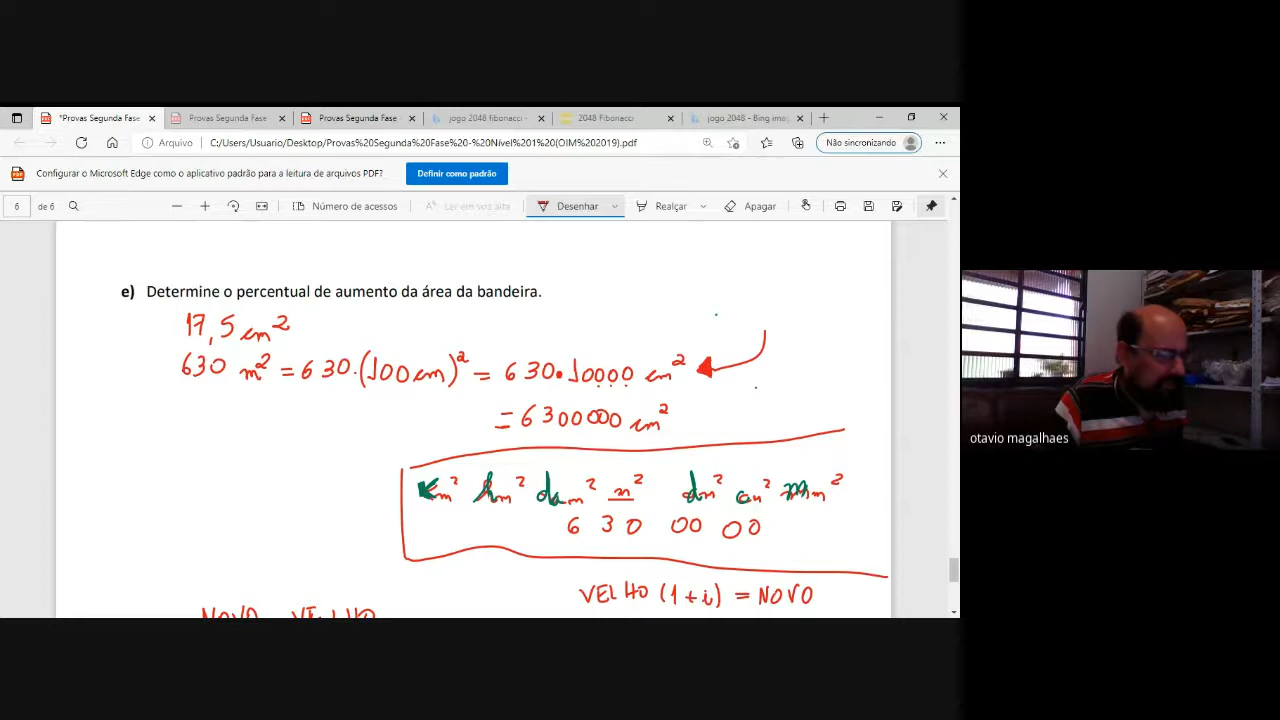 *Provas Segunda Fase
Provas Segunda Fase
Provas Segunda Fase -
jogo 2048 fibonacci -
2048 Fibonacci
jogo 2048 - Bing ima
Arquivo
C:/Users/Usuario/Desktop/Provas%20Segunda%20Fase%20-%20Nível%201%20(OIM%202019).pdf
Não sincronizando
Configurar o Microsoft Edge como o aplicativo padrão para a leitura de arquivos PDF?
Definir como padrão
6 de 6
Número de acessos
Ler em voz alta
Desenhar
Realçar
Apagar
e) Determine o percentual de aumento da área da bandeira.
17,5 cm²
630 m² = 630.(100 cm)² = 630.10000 cm²
= 6300000 cm²
Km² hm² dam² m² dm² cm² mm²
6 30 00 00
VELHO (1 + i) = NOVO
NOVO VELHO
otavio magalhaes